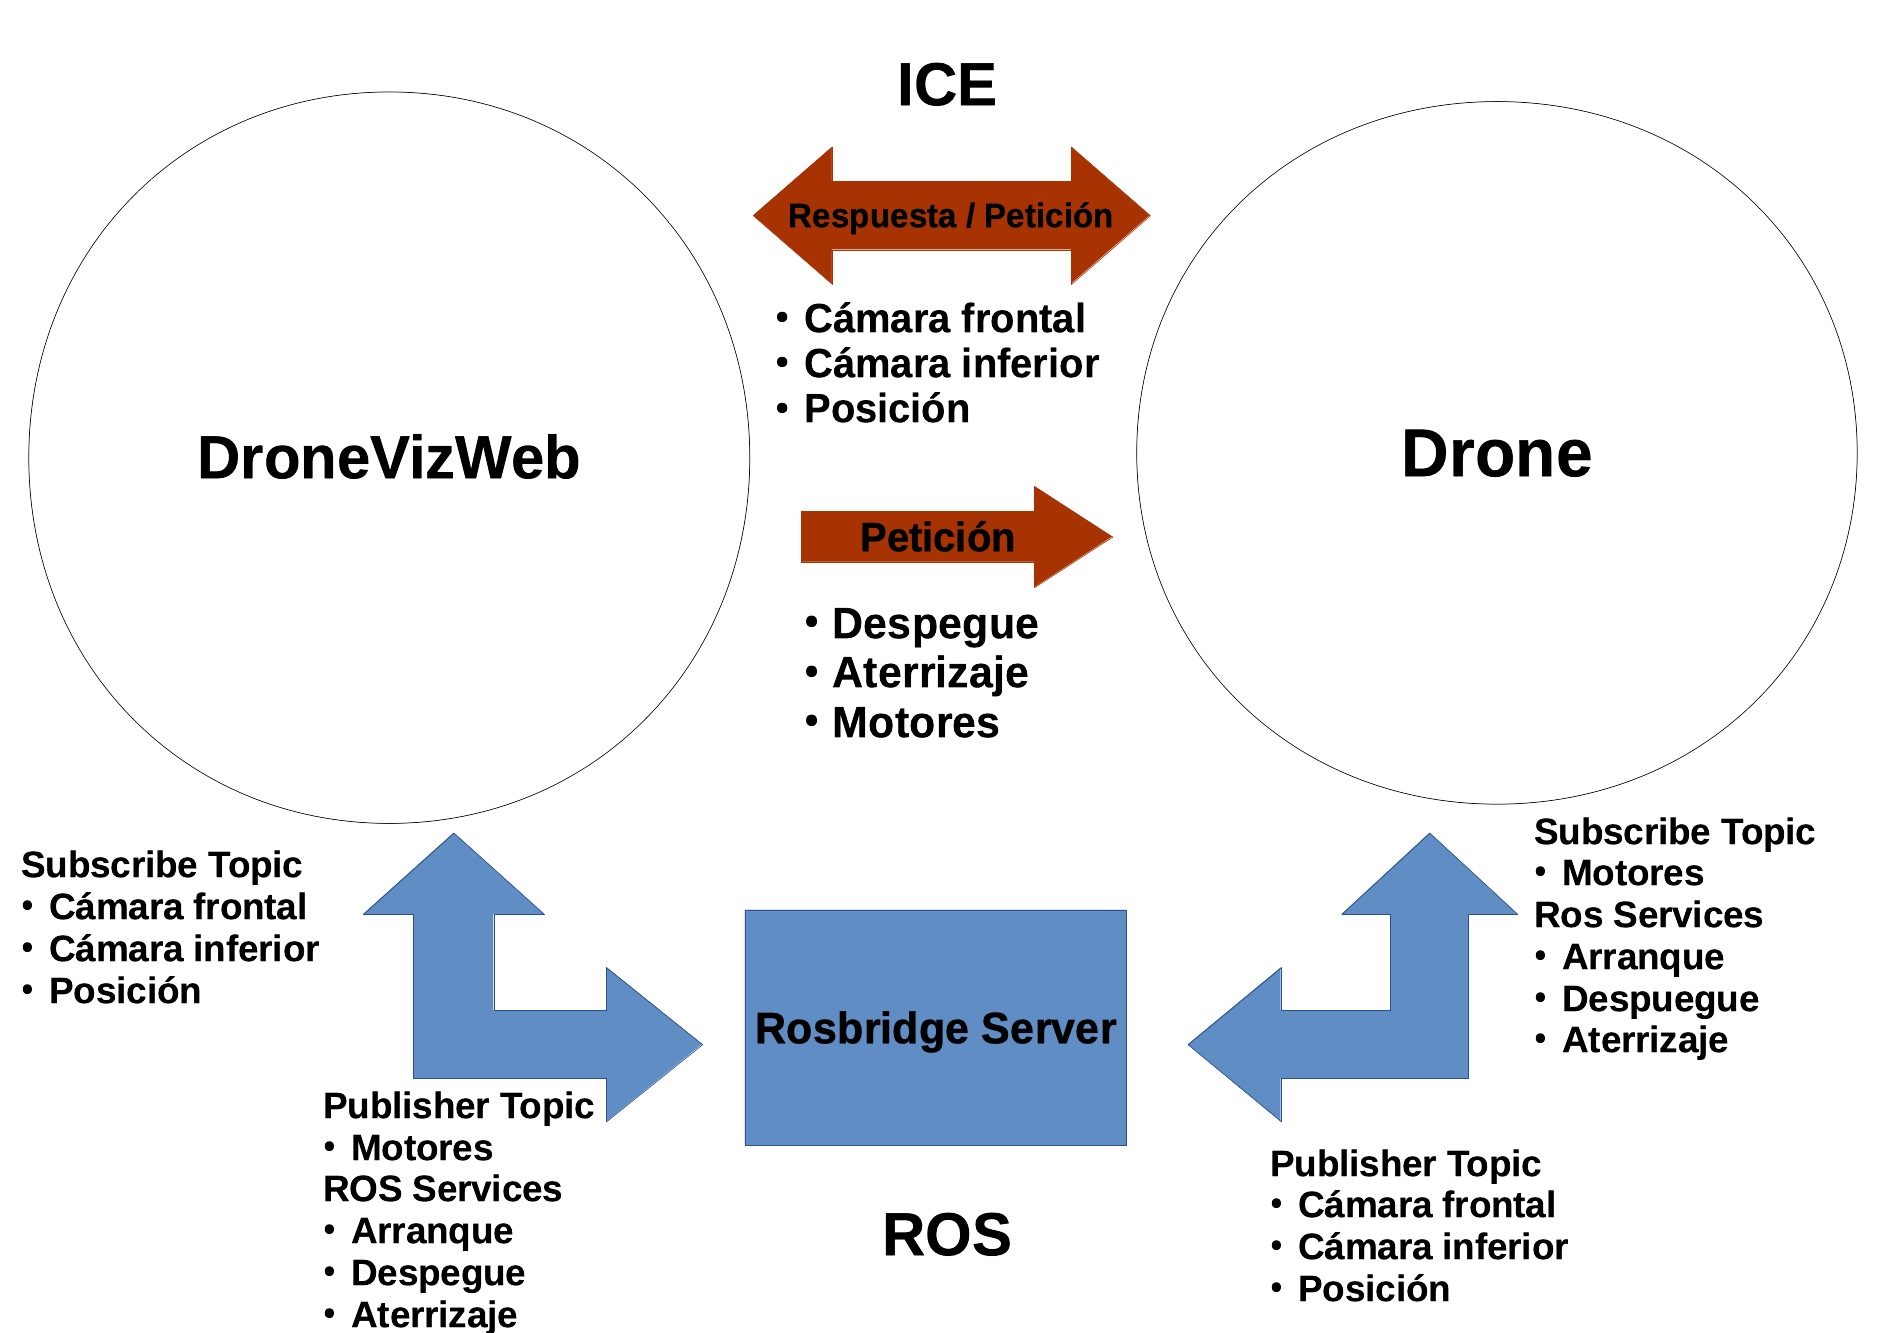 ICE
Respuesta / Petición
• Cámara frontal
• Cámara inferior
• Posición
DroneVizWeb
Drone
Petición
• Despegue
• Aterrizaje
• Motores
Subscribe Topic
• Cámara frontal
• Cámara inferior
• Posición
Publisher Topic
• Motores
ROS Services
• Arranque
• Despegue
• Aterrizaje
Rosbridge Server
ROS
Subscribe Topic
• Motores
Ros Services
• Arranque
• Despuegue
• Aterrizaje
Publisher Topic
• Cámara frontal
• Cámara inferior
• Posición